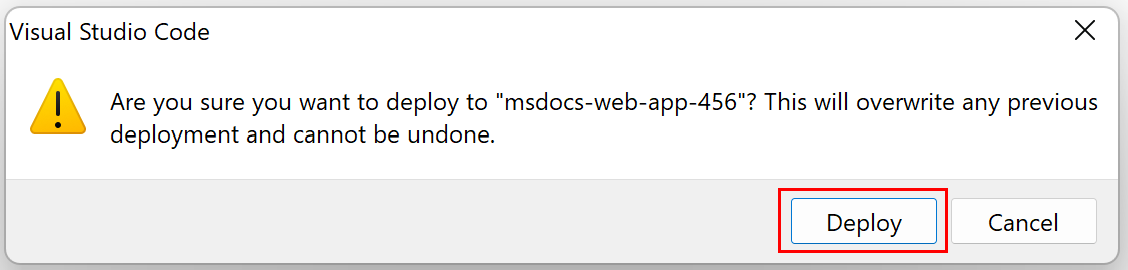 Visual Studio Code
Are you sure you want to deploy to "msdocs-web-app-456"? This will overwrite any previous
deployment and cannot be undone.
Deploy
Cancel